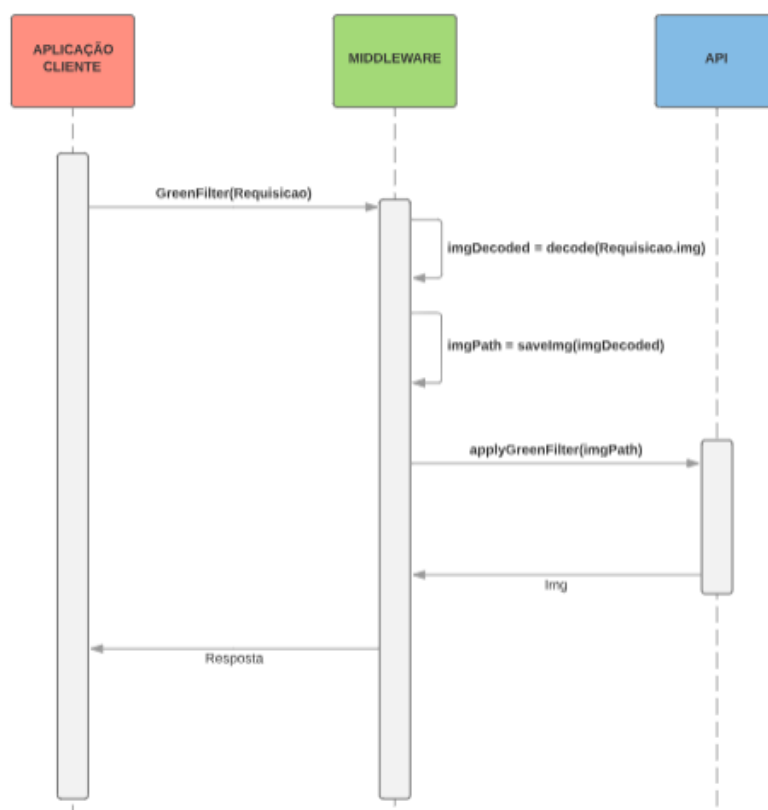 APLICAÇÃO
CLIENTE
MIDDLEWARE
API
GreenFilter(Requisicao)
imgDecoded = decode(Requisicao.img)
imgPath = saveImg(imgDecoded)
applyGreenFilter(imgPath)
Img
Resposta